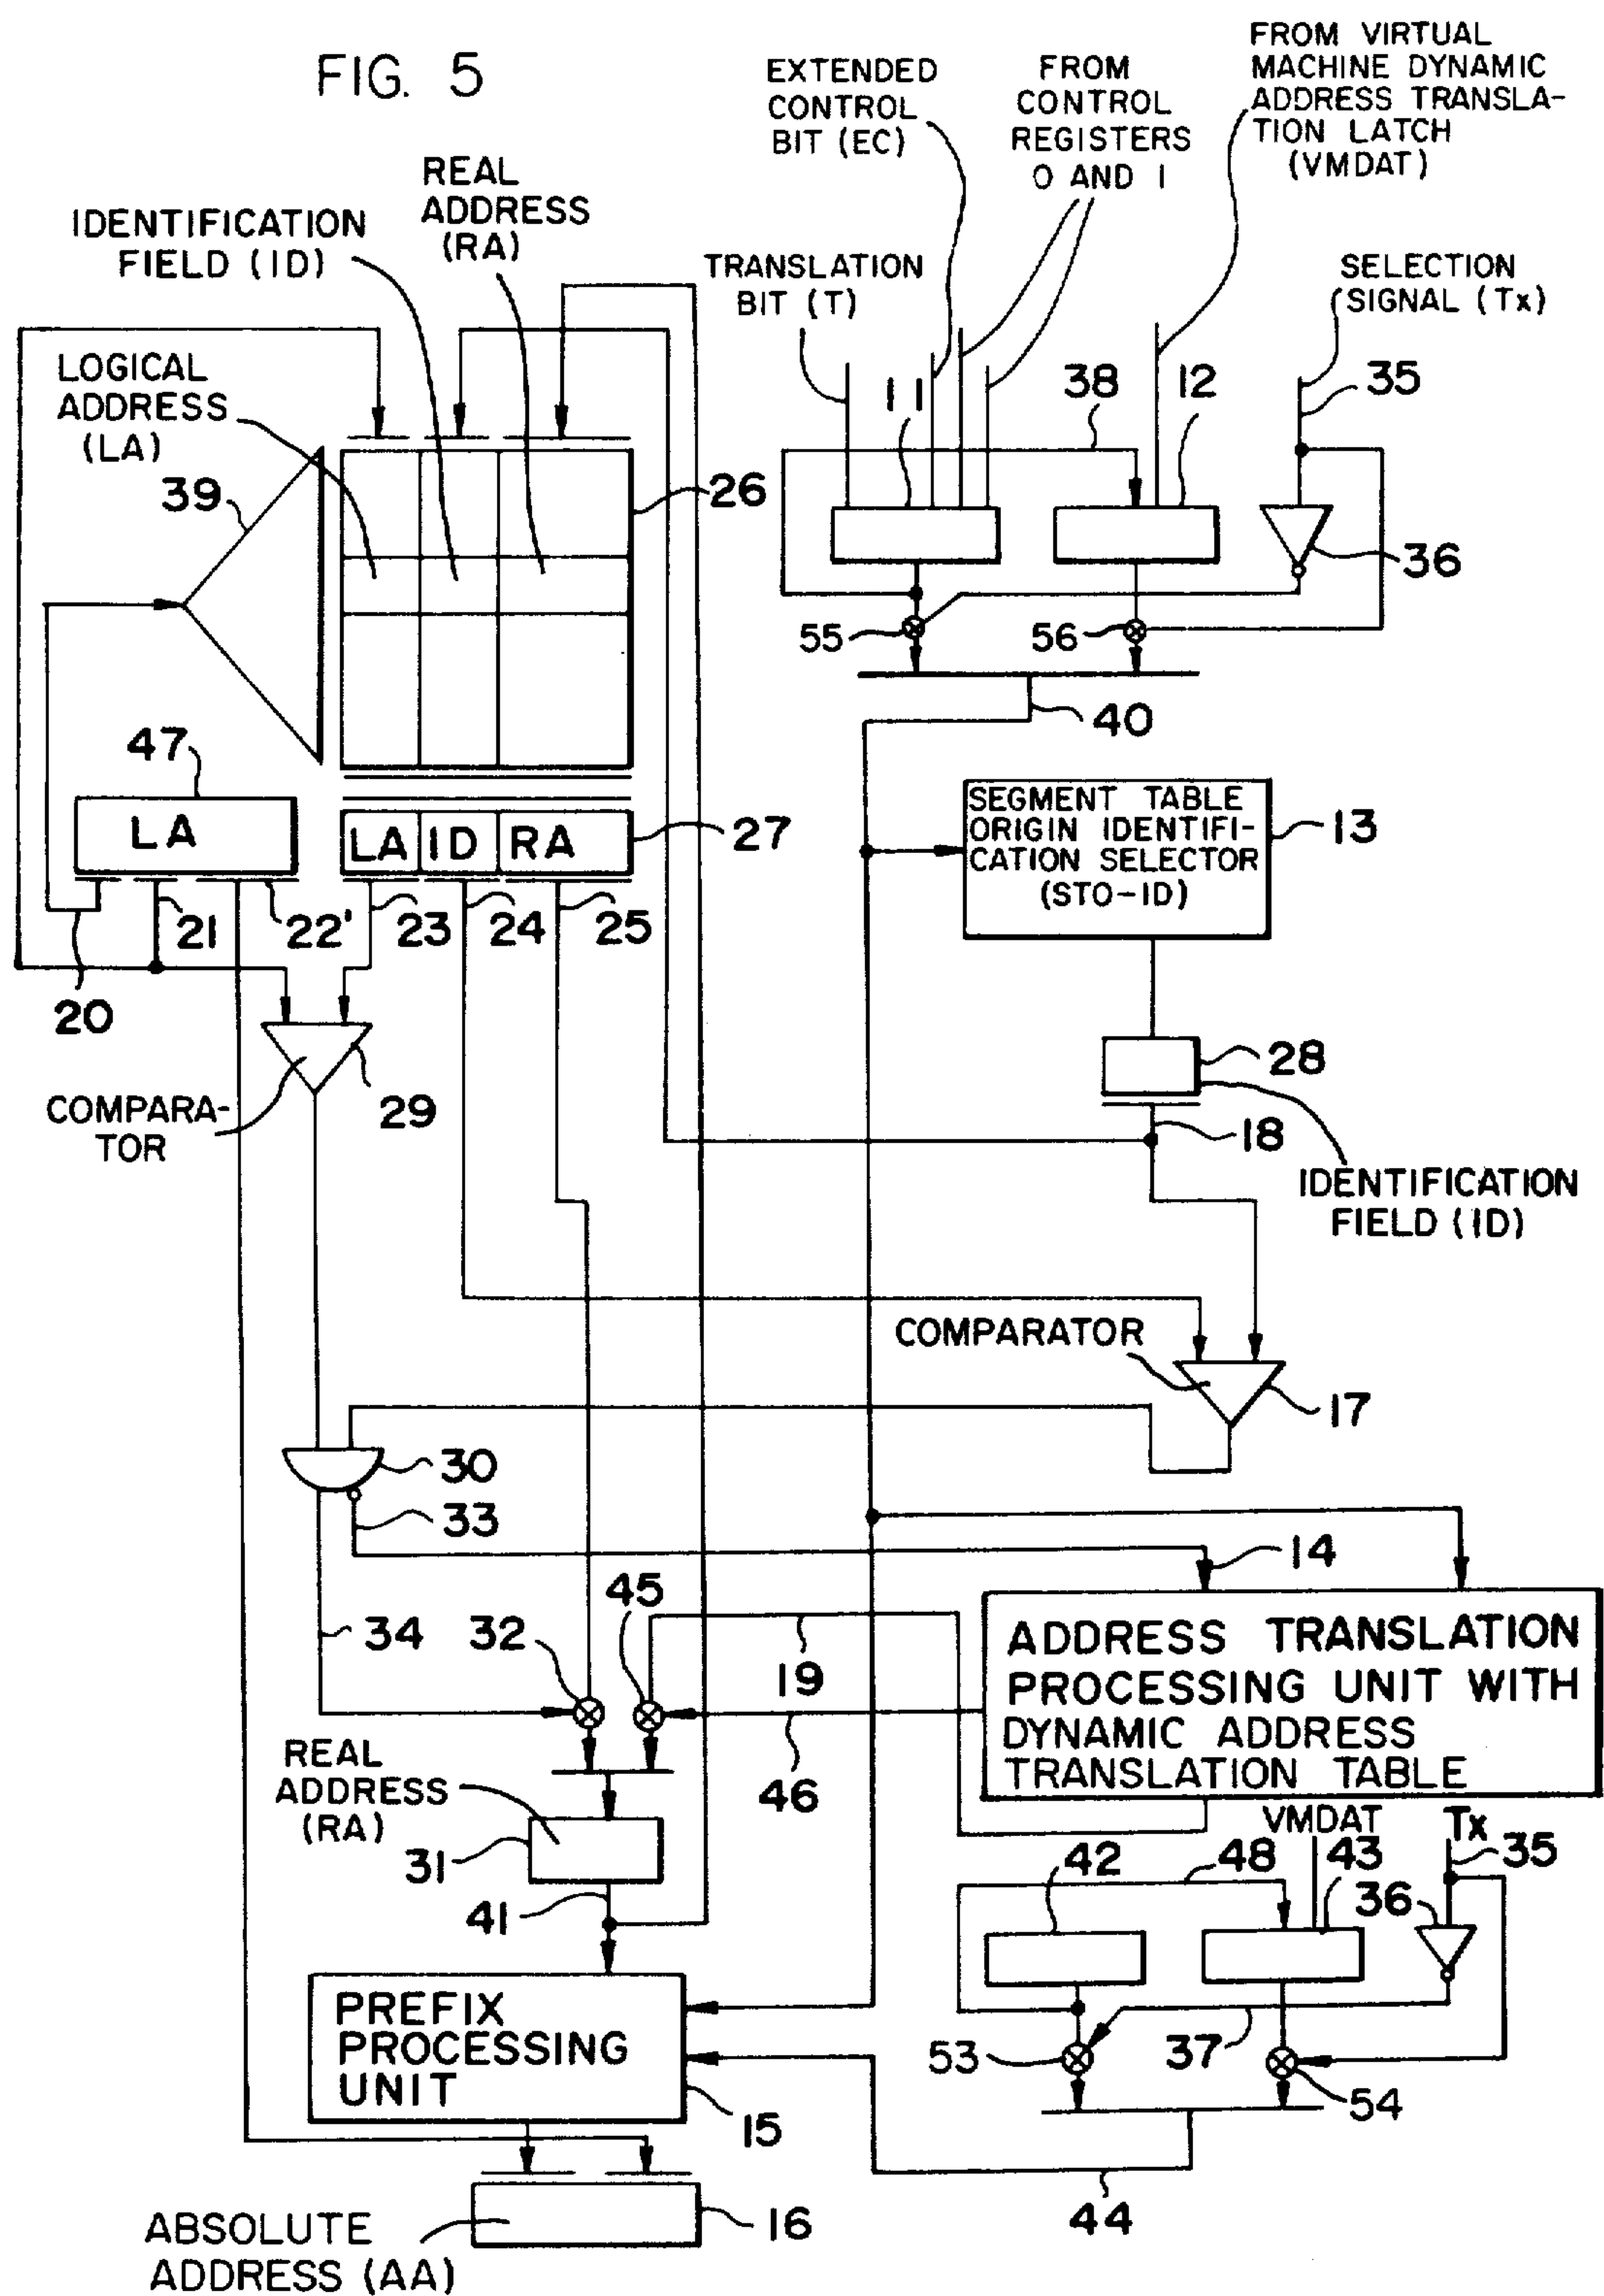 FIG. 5
EXTENDED
CONTROL
BIT (EC)
FROM
CONTROL
REGISTERS
0 AND 1
FROM VIRTUAL
MACHINE DYNAMIC
ADDRESS TRANSLA-
TION LATCH
(VMDAT)
REAL
ADDRESS
(RA)
IDENTIFICATION
FIELD (ID)
TRANSLATION
BIT (T)
SELECTION
SIGNAL (Tx)
LOGICAL
ADDRESS
(LA)
39
26
11
38
12
35
36
55
56
40
47
LA
LA ID RA
27
SEGMENT TABLE
ORIGIN IDENTIFI-
CATION SELECTOR
(STO-ID)
13
20
21
22'
23
24
25
COMPARA-
TOR
29
28
18
IDENTIFICATION
FIELD (ID)
COMPARATOR
17
30
33
14
34
32
45
19
46
ADDRESS TRANSLATION
PROCESSING UNIT WITH
DYNAMIC ADDRESS
TRANSLATION TABLE
REAL
ADDRESS
(RA)
31
41
VMDAT
Tx
35
42
48
43
36
PREFIX
PROCESSING
UNIT
15
53
37
54
44
16
ABSOLUTE
ADDRESS (AA)